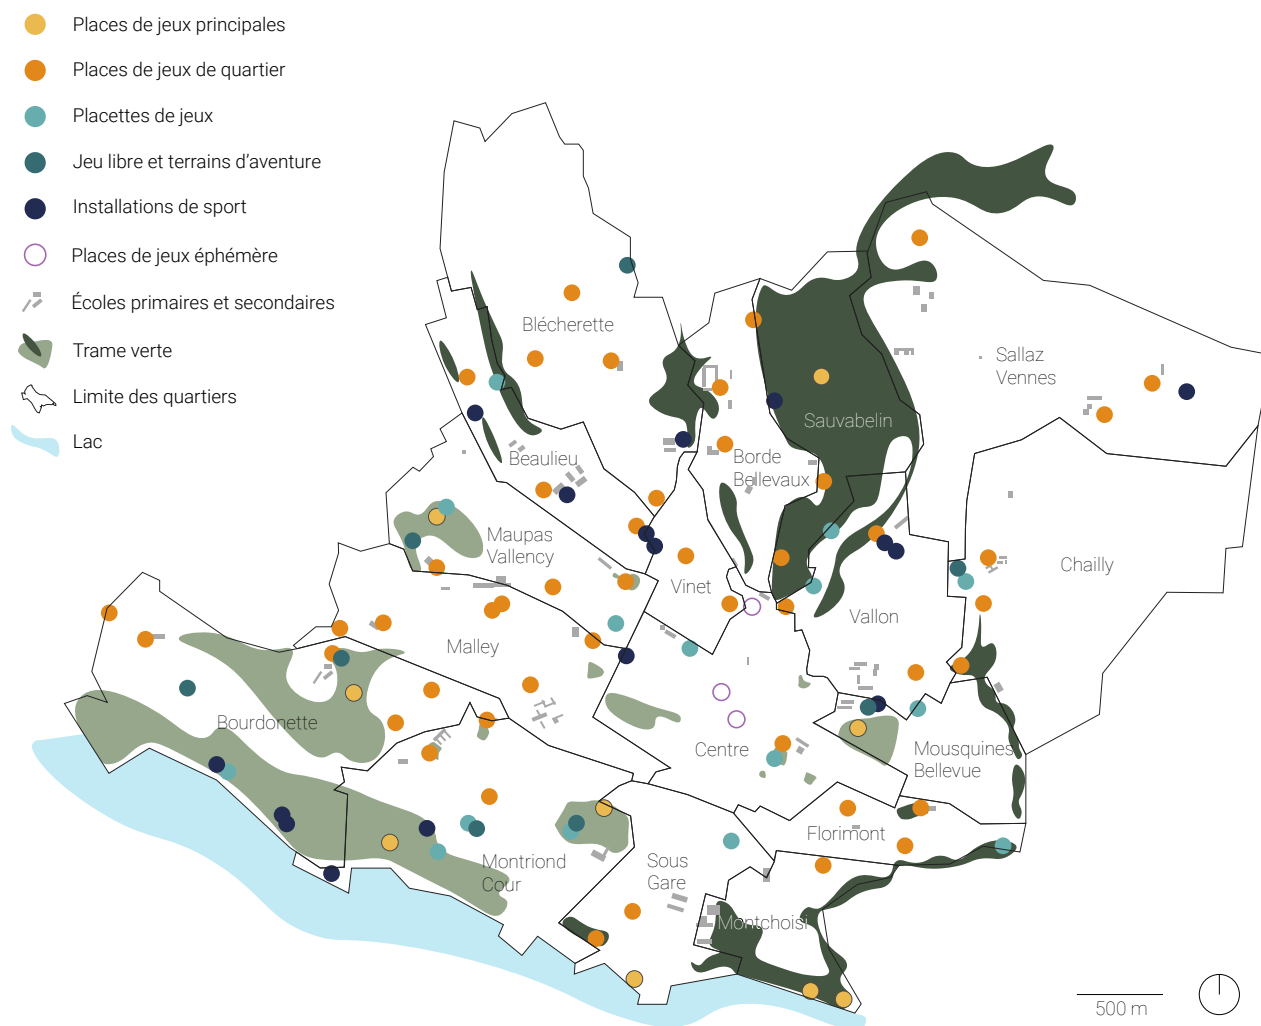 Places de jeux principales
Places de jeux de quartier
Placettes de jeux
Jeu libre et terrains d'aventure
Installations de sport
Places de jeux éphémère
Écoles primaires et secondaires
Trame verte
Limite des quartiers
Lac
Blécherette
Sallaz
Vennes
Sauvabelin
Beaulieu
Borde
Bellevaux
Maupas
Vallency
Vinet
Chailly
Vallon
Malley
Bourdonette
Centre
Mousquines
Bellevue
Florimont
Montriond
Cour
Sous
Gare
Montchoisi
500 m